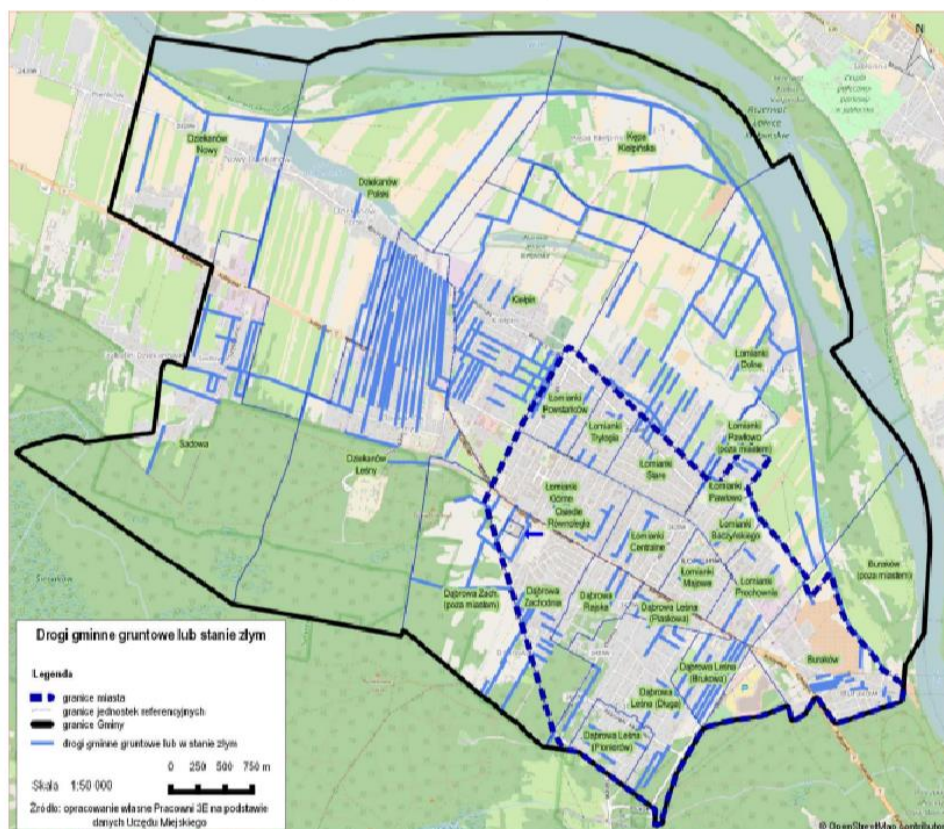 N
Dziekanów
Nowy
Dziekanów
Polski
Kępa
Kiełpińska
Kiełpin
Łomianki
Dolne
Łomianki
Powstańców
Łomianki
Trylogia
Łomianki
Pawłowo
(poza miastem)
Łomianki
Stare
Sadowa
Dziekanów
Leśny
Łomianki
Górne
Osiedle
Równoległa
Łomianki
Pawłowo
Łomianki
Baczyńskiego
Łomianki
Centralne
Buraków
(poza miastem)
Łomianki
Majowa
Łomianki
Prochownia
Dąbrowa Zach.
(poza miastem)
Dąbrowa
Zachodnia
Dąbrowa
Rajska
Dąbrowa Leśna
(Piaskowa)
Buraków
Dąbrowa Leśna
(Brukowa)
Dąbrowa
Leśna (Długa)
Dąbrowa Leśna
(Pionierów)
Drogi gminne gruntowe lub stanie złym
Legenda
granice miasta
granice jednostek referencyjnych
granice Gminy
drogi gminne gruntowe lub w stanie złym
0 250 500 750 m
Skala 1:50 000
Źródło: opracowanie własne Pracowni 3E na podstawie
danych Urzędu Miejskiego
© OpenStreetMap contributors